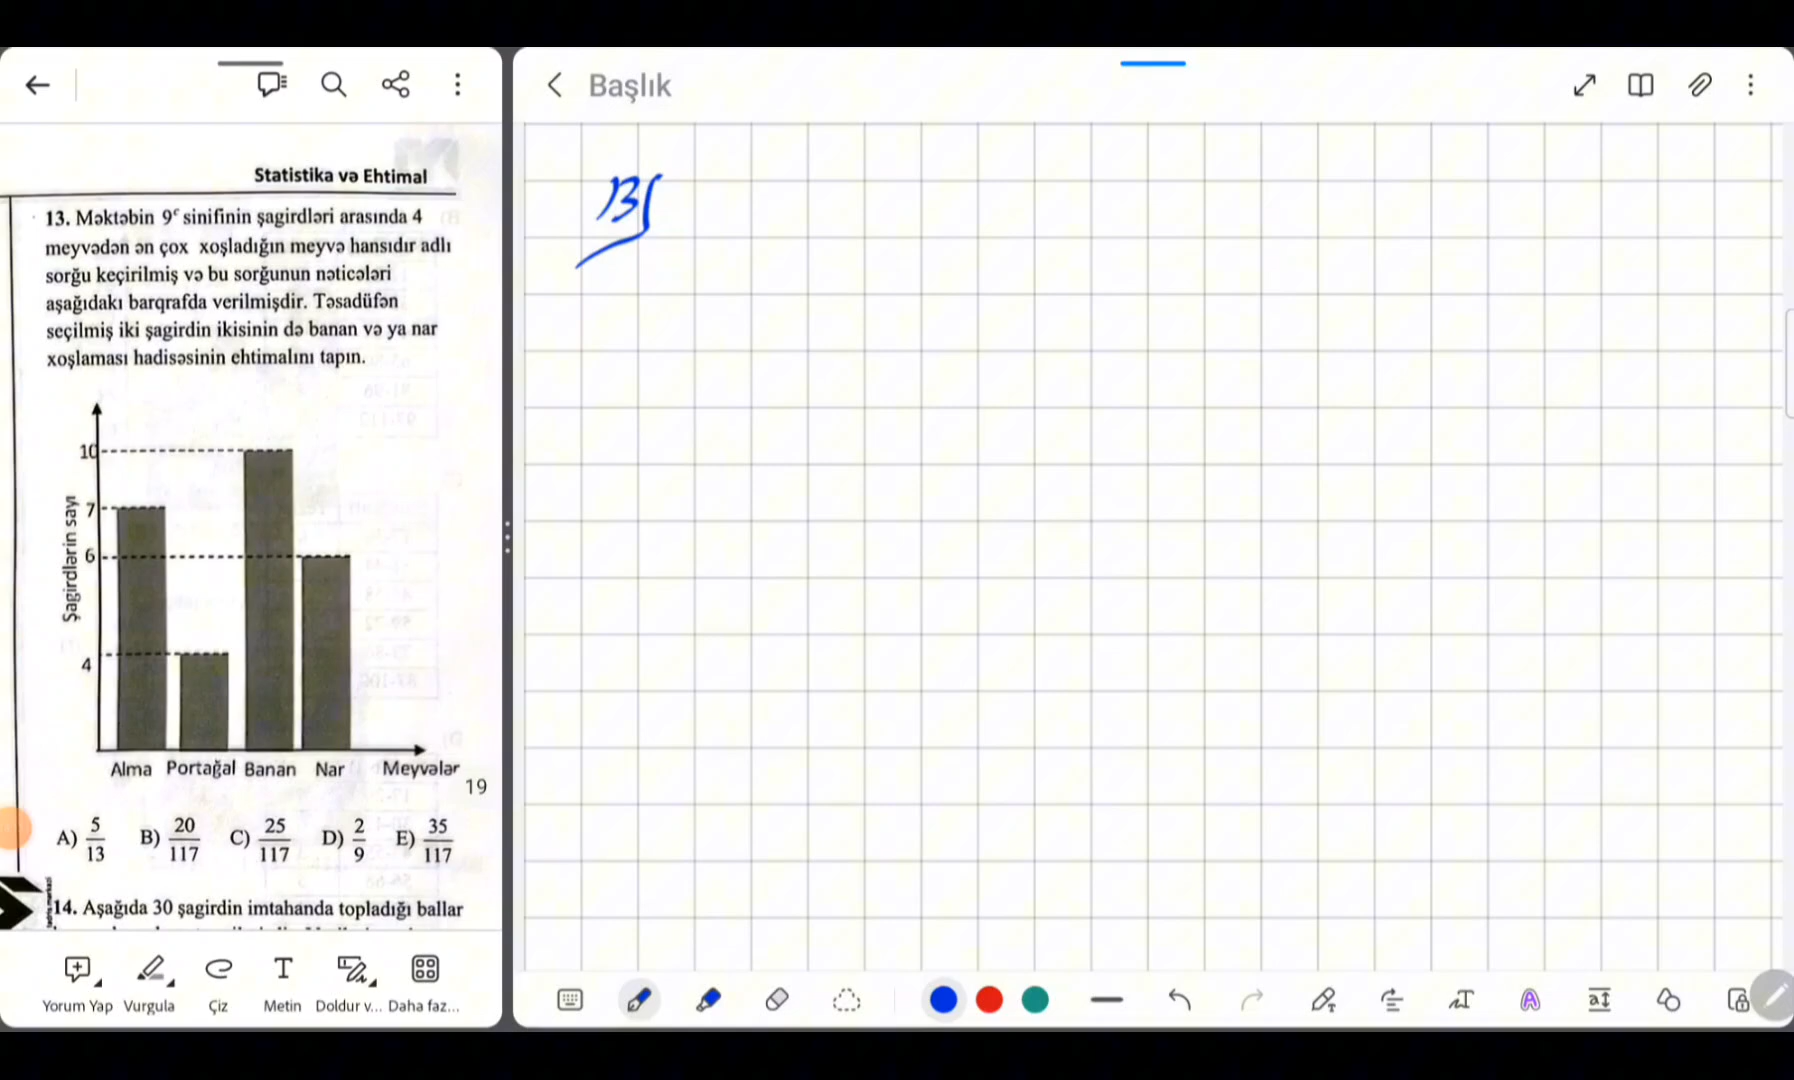 Başlık
Statistika və Ehtimal
13. Məktəbin 9ᶜ sinifinin şagirdləri arasında 4
meyvədən ən çox xoşladığın meyvə hansıdır adlı
sorğu keçirilmiş və bu sorğunun nəticələri
aşağıdakı barqrafda verilmişdir. Təsadüfən
seçilmiş iki şagirdin ikisinin də banan və ya nar
xoşlaması hadisəsinin ehtimalını tapın.
Şagirdlərin sayı
10
7
6
4
Alma Portağal Banan Nar Meyvələr
19
A) 5/13 B) 20/117 C) 25/117 D) 2/9 E) 35/117
14. Aşağıda 30 şagirdin imtahanda topladığı ballar
Yorum Yap Vurgula Çiz Metin Doldur v... Daha faz...
13